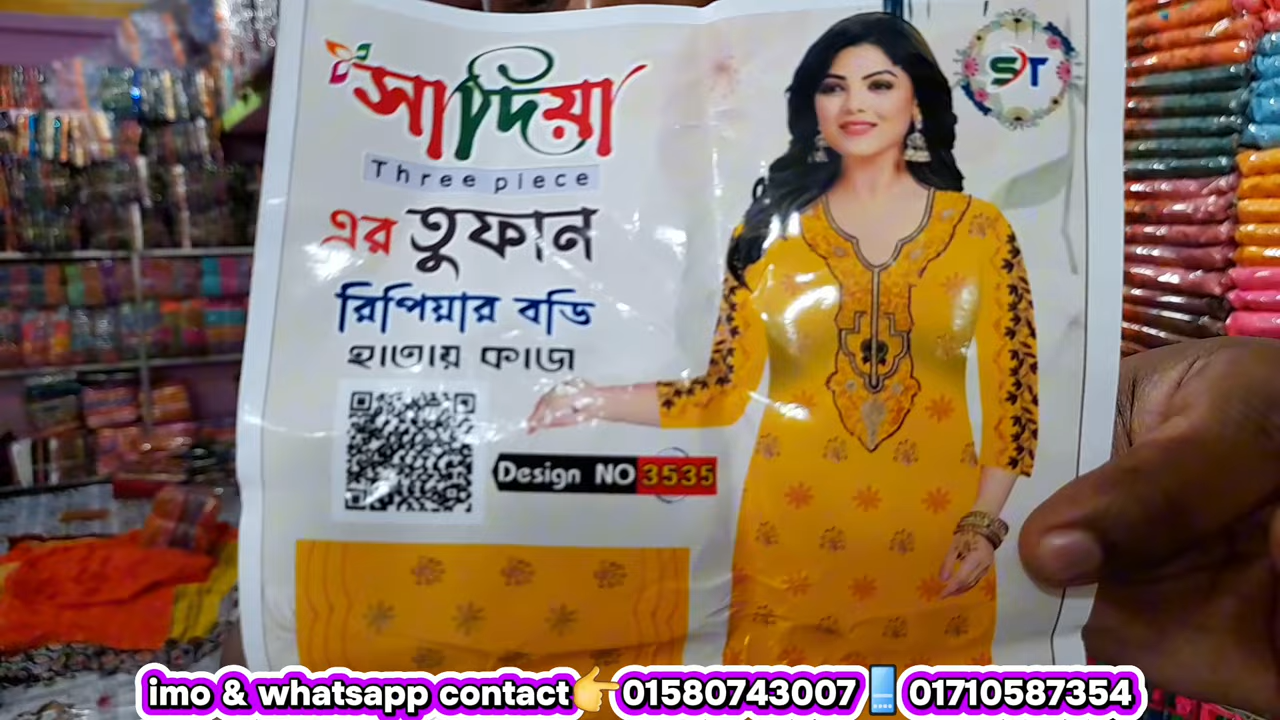 সাদিয়া
Three piece
এর তুফান
রিপিয়ার বডি
হাতায় কাজ
Design NO 3535
ST
imo & whatsapp contact👉01580743007📱01710587354